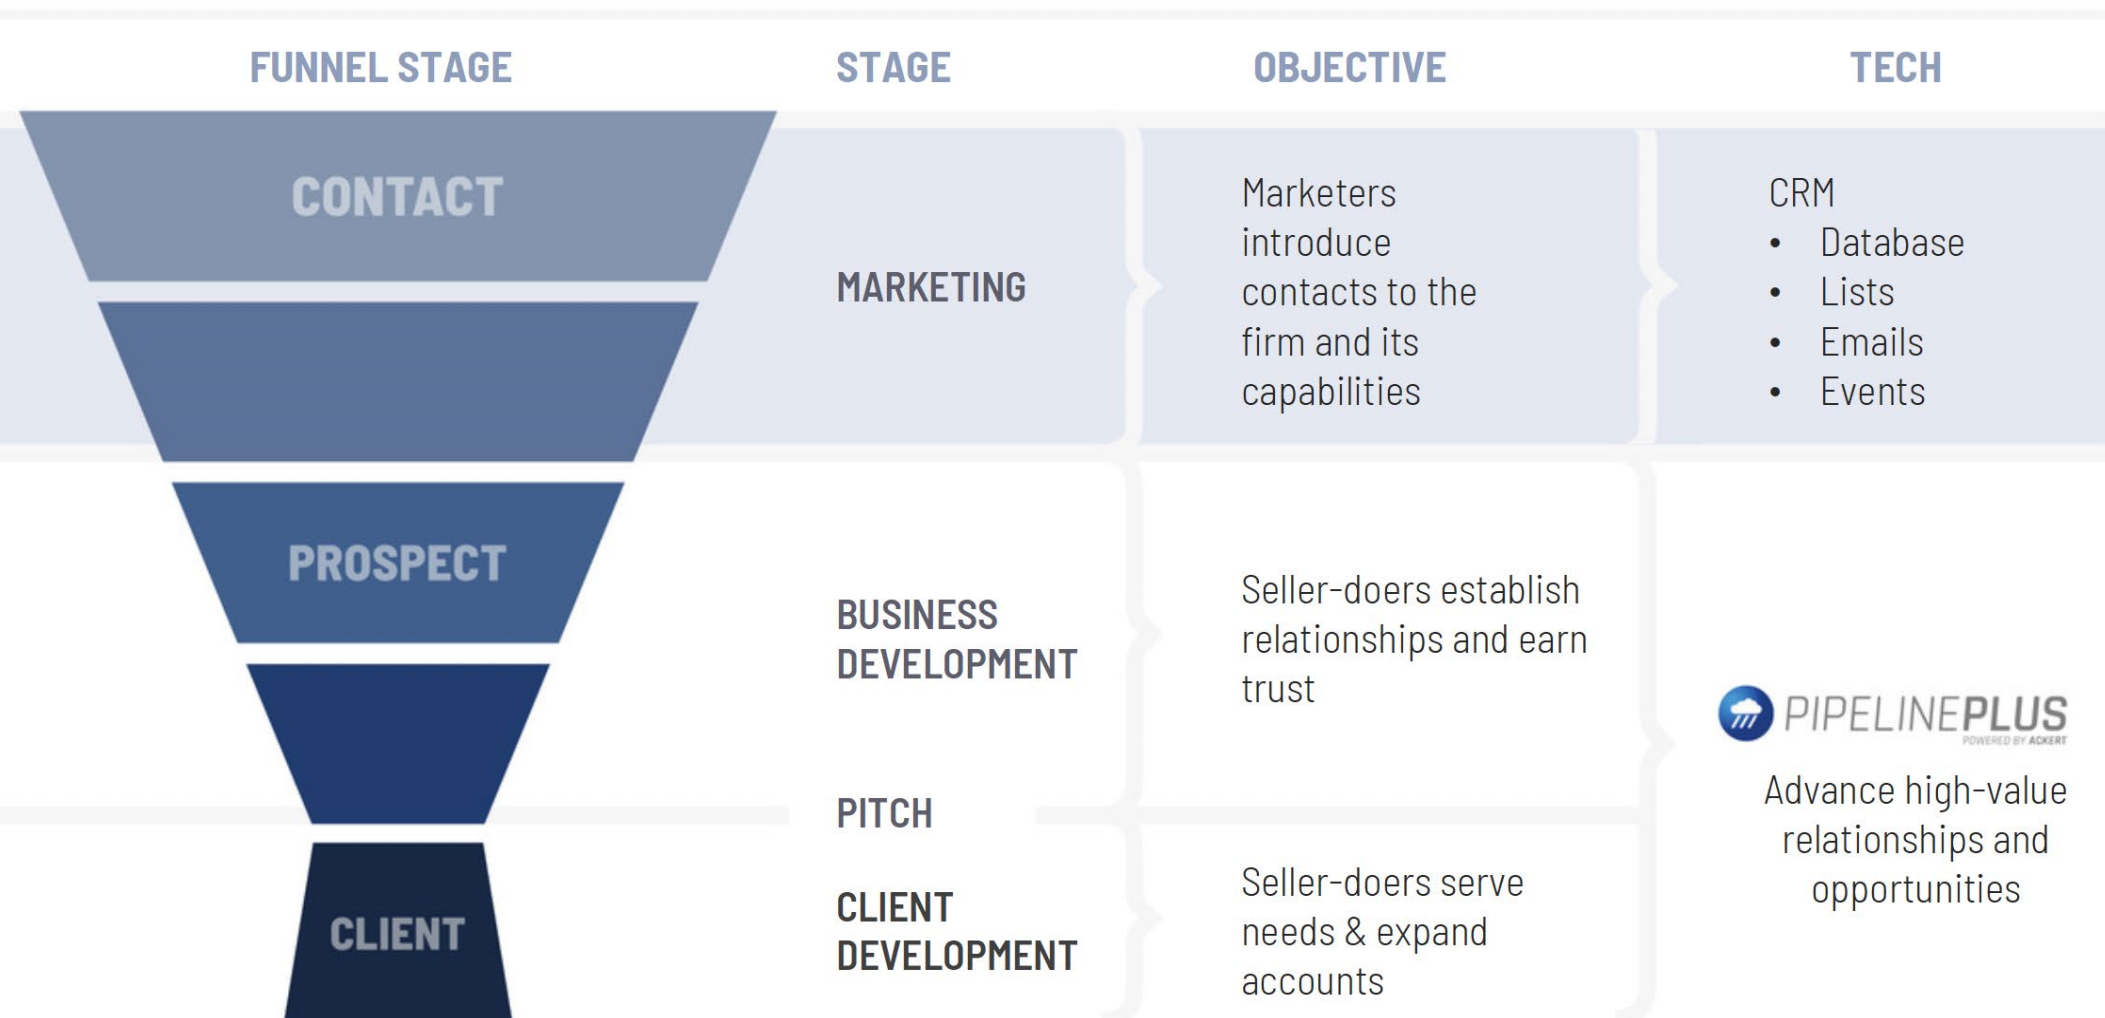 FUNNEL STAGE
STAGE
OBJECTIVE
TECH
CONTACT
MARKETING
Marketers
introduce
contacts to the
firm and its
capabilities
CRM
• Database
• Lists
• Emails
• Events
PROSPECT
BUSINESS
DEVELOPMENT
Seller-doers establish
relationships and earn
trust
PIPELINEPLUS
POWERED BY ACKERT
Advance high-value
relationships and
opportunities
PITCH
CLIENT
CLIENT
DEVELOPMENT
Seller-doers serve
needs & expand
accounts